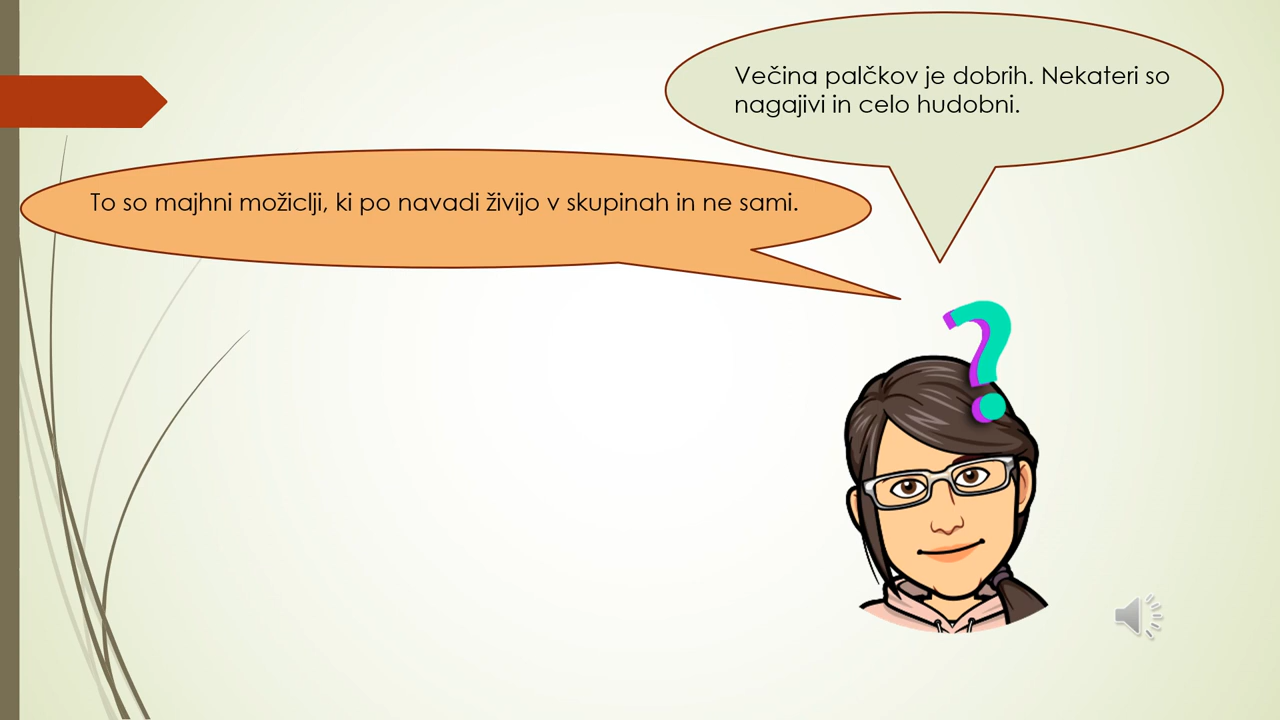 Večina palčkov je dobrih. Nekateri so
nagajivi in celo hudobni.
To so majhni možiclji, ki po navadi živijo v skupinah in ne sami.
?